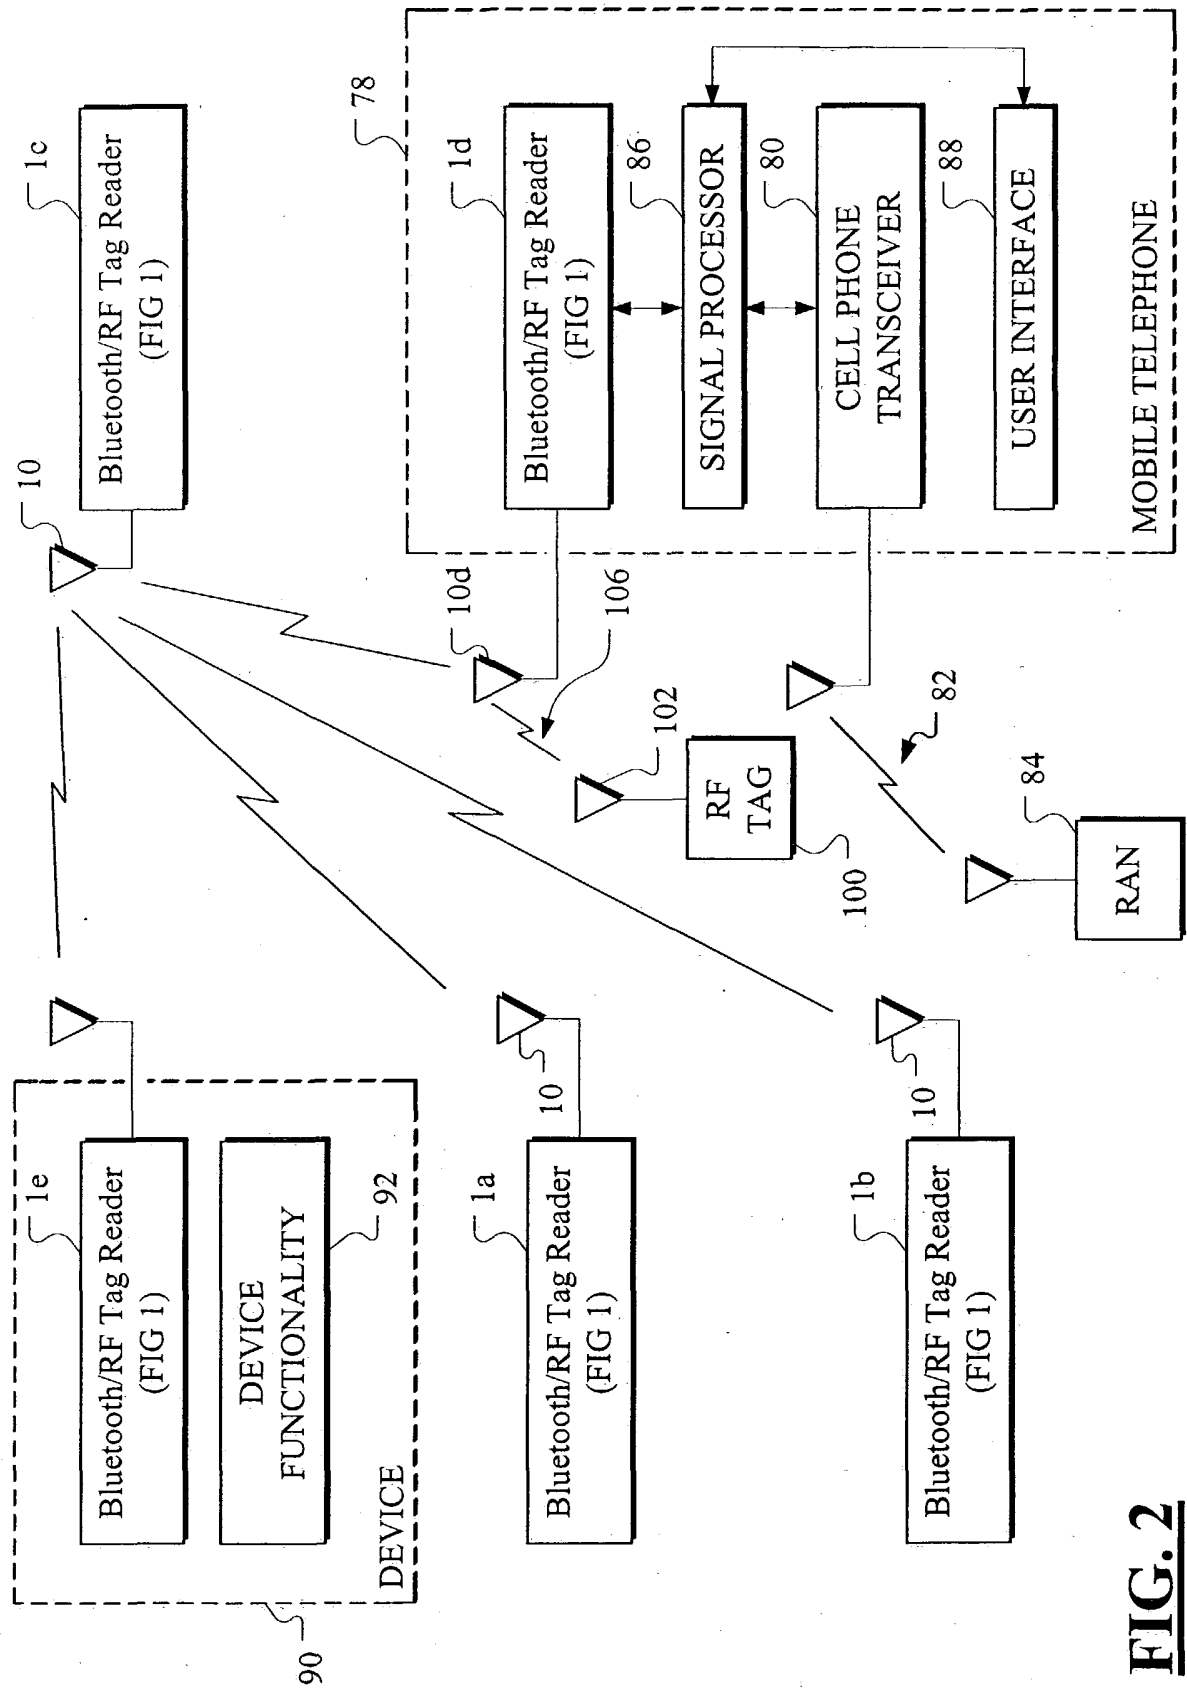 90
DEVICE
1e
Bluetooth/RF Tag Reader
(FIG 1)
92
DEVICE
FUNCTIONALITY
10
1c
Bluetooth/RF Tag Reader
(FIG 1)
1a
Bluetooth/RF Tag Reader
(FIG 1)
10
1b
Bluetooth/RF Tag Reader
(FIG 1)
10
78
10d
1d
Bluetooth/RF Tag Reader
(FIG 1)
106
102
RF
TAG
100
86
SIGNAL PROCESSOR
80
CELL PHONE
TRANSCEIVER
82
84
RAN
88
USER INTERFACE
MOBILE TELEPHONE
FIG. 2